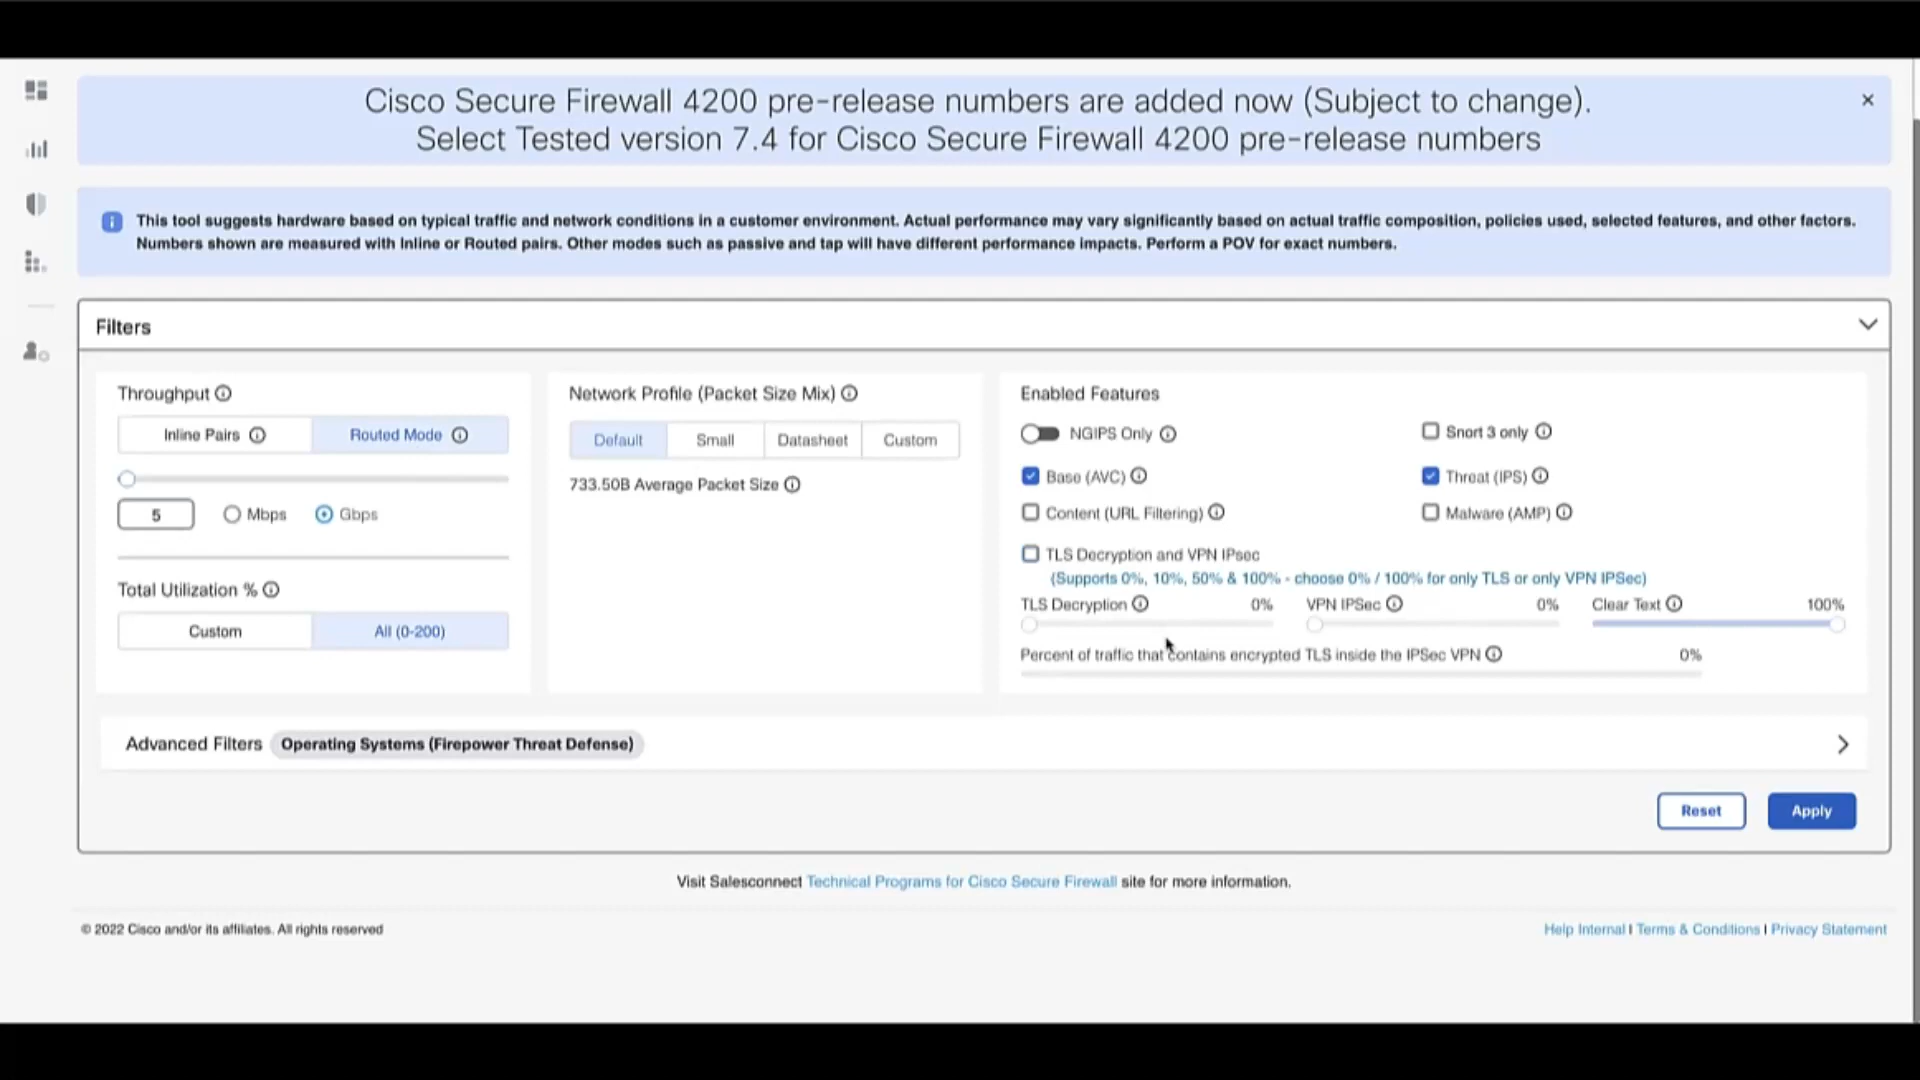 Cisco Secure Firewall 4200 pre-release numbers are added now (Subject to change).
Select Tested version 7.4 for Cisco Secure Firewall 4200 pre-release numbers
This tool suggests hardware based on typical traffic and network conditions in a customer environment. Actual performance may vary significantly based on actual traffic composition, policies used, selected features, and other factors.
Numbers shown are measured with Inline or Routed pairs. Other modes such as passive and tap will have different performance impacts. Perform a POV for exact numbers.
Filters
Throughput
Inline Pairs Routed Mode
5 Mbps Gbps
Total Utilization %
Custom All (0-200)
Network Profile (Packet Size Mix)
Default Small Datasheet Custom
733.50B Average Packet Size
Enabled Features
NGIPS Only Snort 3 only
Base (AVC) Threat (IPS)
Content (URL Filtering) Malware (AMP)
TLS Decryption and VPN IPsec
(Supports 0%, 10%, 50% & 100% - choose 0% / 100% for only TLS or only VPN IPSec)
TLS Decryption 0% VPN IPSec 0% Clear Text 100%
Percent of traffic that contains encrypted TLS inside the IPSec VPN 0%
Advanced Filters Operating Systems (Firepower Threat Defense)
Reset Apply
Visit Salesconnect Technical Programs for Cisco Secure Firewall site for more information.
© 2022 Cisco and/or its affiliates. All rights reserved
Help Internal | Terms & Conditions | Privacy Statement